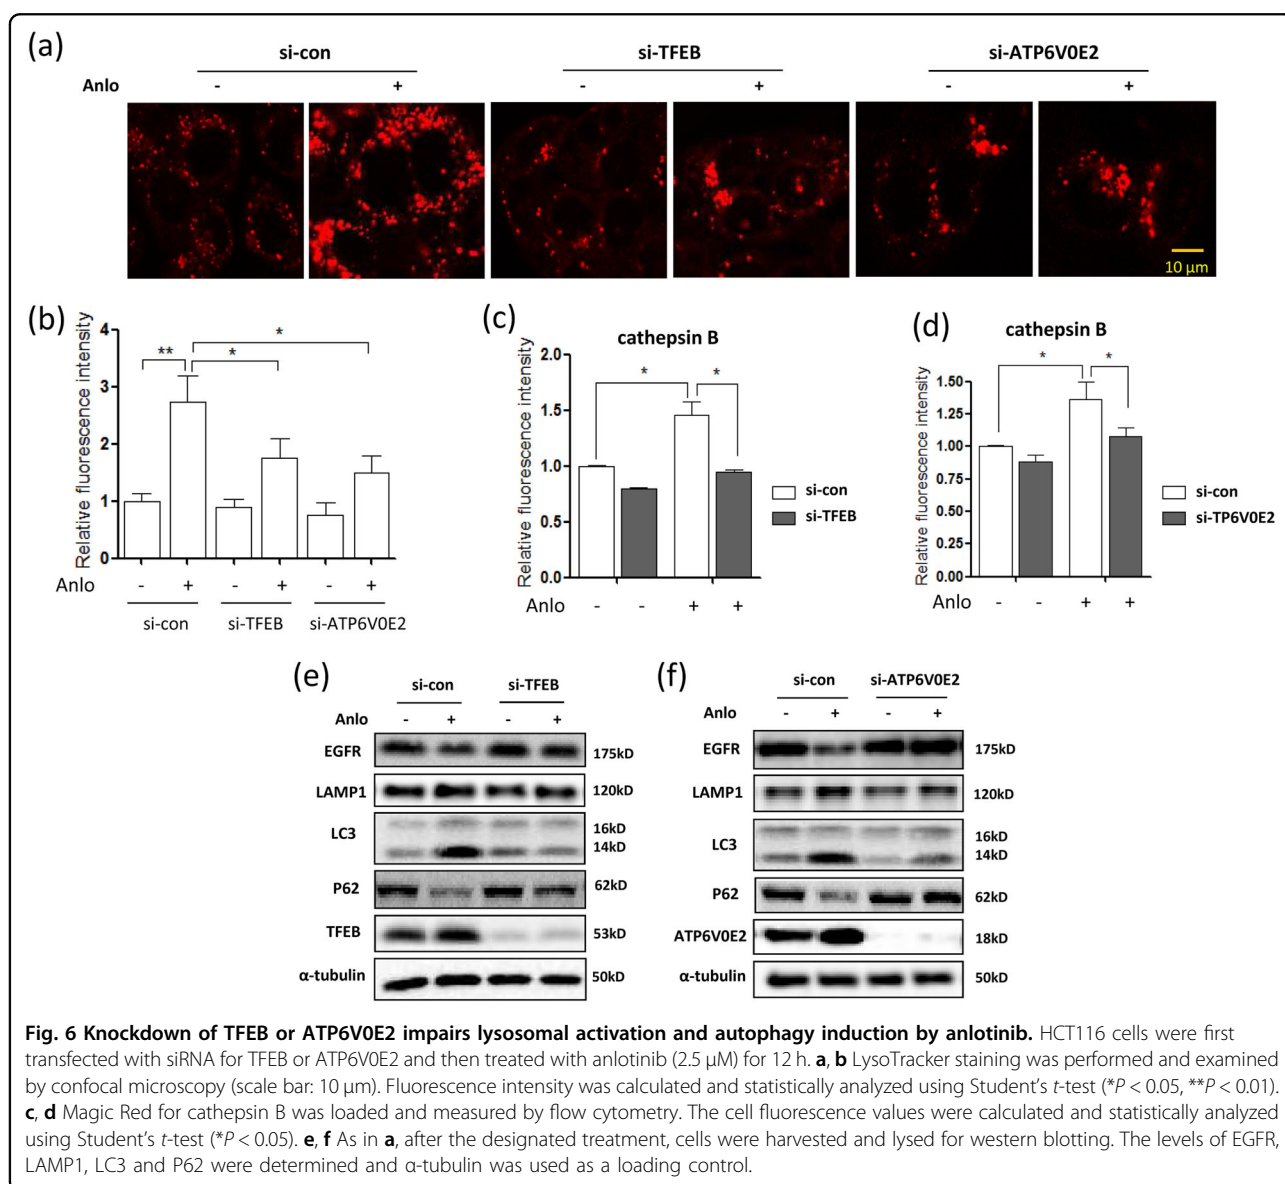 (a)
si-con si-TFEB si-ATP6V0E2
Anlo - + - + - +
10 µm
(b)
Relative fluorescence intensity
4
3
2
1
0
** * *
Anlo - + - + - +
si-con si-TFEB si-ATP6V0E2
(c)
cathepsin B
Relative fluorescence intensity
2.0
1.5
1.0
0.5
0.0
* *
Anlo - - + +
si-con
si-TFEB
(d)
cathepsin B
Relative fluorescence intensity
1.50
1.25
1.00
0.75
0.50
0.25
0.00
* *
Anlo - - + +
si-con
si-TP6V0E2
(e)
si-con si-TFEB
Anlo - + - +
EGFR 175kD
LAMP1 120kD
LC3 16kD
14kD
P62 62kD
TFEB 53kD
α-tubulin 50kD
(f)
si-con si-ATP6V0E2
Anlo - + - +
EGFR 175kD
LAMP1 120kD
LC3 16kD
14kD
P62 62kD
ATP6V0E2 18kD
α-tubulin 50kD
Fig. 6 Knockdown of TFEB or ATP6V0E2 impairs lysosomal activation and autophagy induction by anlotinib. HCT116 cells were first
transfected with siRNA for TFEB or ATP6V0E2 and then treated with anlotinib (2.5 µM) for 12 h. a, b LysoTracker staining was performed and examined
by confocal microscopy (scale bar: 10 µm). Fluorescence intensity was calculated and statistically analyzed using Student's t-test (*P < 0.05, **P < 0.01).
c, d Magic Red for cathepsin B was loaded and measured by flow cytometry. The cell fluorescence values were calculated and statistically analyzed
using Student's t-test (*P < 0.05). e, f As in a, after the designated treatment, cells were harvested and lysed for western blotting. The levels of EGFR,
LAMP1, LC3 and P62 were determined and α-tubulin was used as a loading control.